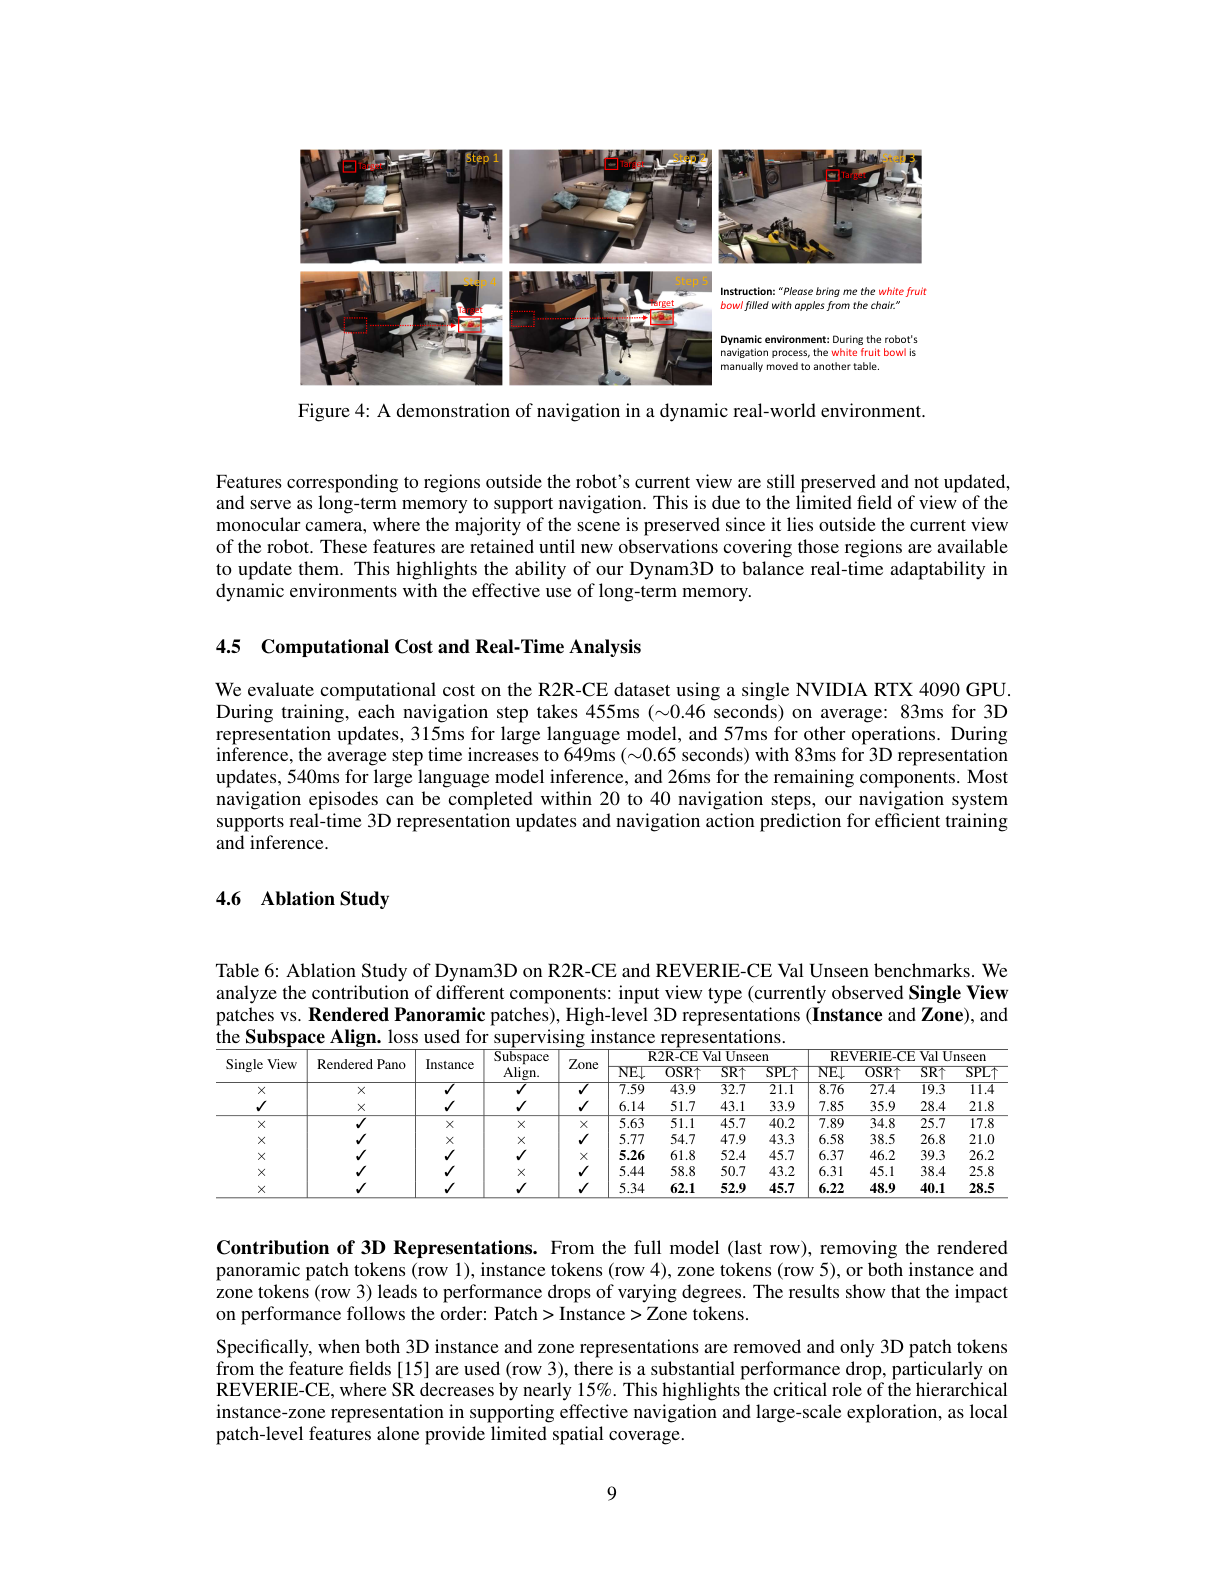 Step 1
Target
Step 2
Target
Step 3
Target
Step 4
Target
Step 5
Target
Instruction: “Please bring me the white fruit
bowl filled with apples from the chair.”
Dynamic environment: During the robot's
navigation process, the white fruit bowl is
manually moved to another table.
Figure 4: A demonstration of navigation in a dynamic real-world environment.
Features corresponding to regions outside the robot’s current view are still preserved and not updated,
and serve as long-term memory to support navigation. This is due to the limited field of view of the
monocular camera, where the majority of the scene is preserved since it lies outside the current view
of the robot. These features are retained until new observations covering those regions are available
to update them. This highlights the ability of our Dynam3D to balance real-time adaptability in
dynamic environments with the effective use of long-term memory.
4.5 Computational Cost and Real-Time Analysis
We evaluate computational cost on the R2R-CE dataset using a single NVIDIA RTX 4090 GPU.
During training, each navigation step takes 455ms (∼0.46 seconds) on average: 83ms for 3D
representation updates, 315ms for large language model, and 57ms for other operations. During
inference, the average step time increases to 649ms (∼0.65 seconds) with 83ms for 3D representation
updates, 540ms for large language model inference, and 26ms for the remaining components. Most
navigation episodes can be completed within 20 to 40 navigation steps, our navigation system
supports real-time 3D representation updates and navigation action prediction for efficient training
and inference.
4.6 Ablation Study
Table 6: Ablation Study of Dynam3D on R2R-CE and REVERIE-CE Val Unseen benchmarks. We
analyze the contribution of different components: input view type (currently observed Single View
patches vs. Rendered Panoramic patches), High-level 3D representations (Instance and Zone), and
the Subspace Align. loss used for supervising instance representations.
Single View Rendered Pano Instance Subspace Align. Zone R2R-CE Val Unseen REVERIE-CE Val Unseen
NE↓ OSR↑ SR↑ SPL↑ NE↓ OSR↑ SR↑ SPL↑
× × ✓ ✓ ✓ 7.59 43.9 32.7 21.1 8.76 27.4 19.3 11.4
✓ × ✓ ✓ ✓ 6.14 51.7 43.1 33.9 7.85 35.9 28.4 21.8
× ✓ × × × 5.63 51.1 45.7 40.2 7.89 34.8 25.7 17.8
× ✓ × × ✓ 5.77 54.7 47.9 43.3 6.58 38.5 26.8 21.0
× ✓ ✓ ✓ × 5.26 61.8 52.4 45.7 6.37 46.2 39.3 26.2
× ✓ ✓ × ✓ 5.44 58.8 50.7 43.2 6.31 45.1 38.4 25.8
× ✓ ✓ ✓ ✓ 5.34 62.1 52.9 45.7 6.22 48.9 40.1 28.5
Contribution of 3D Representations. From the full model (last row), removing the rendered
panoramic patch tokens (row 1), instance tokens (row 4), zone tokens (row 5), or both instance and
zone tokens (row 3) leads to performance drops of varying degrees. The results show that the impact
on performance follows the order: Patch > Instance > Zone tokens.
Specifically, when both 3D instance and zone representations are removed and only 3D patch tokens
from the feature fields [15] are used (row 3), there is a substantial performance drop, particularly on
REVERIE-CE, where SR decreases by nearly 15%. This highlights the critical role of the hierarchical
instance-zone representation in supporting effective navigation and large-scale exploration, as local
patch-level features alone provide limited spatial coverage.
9